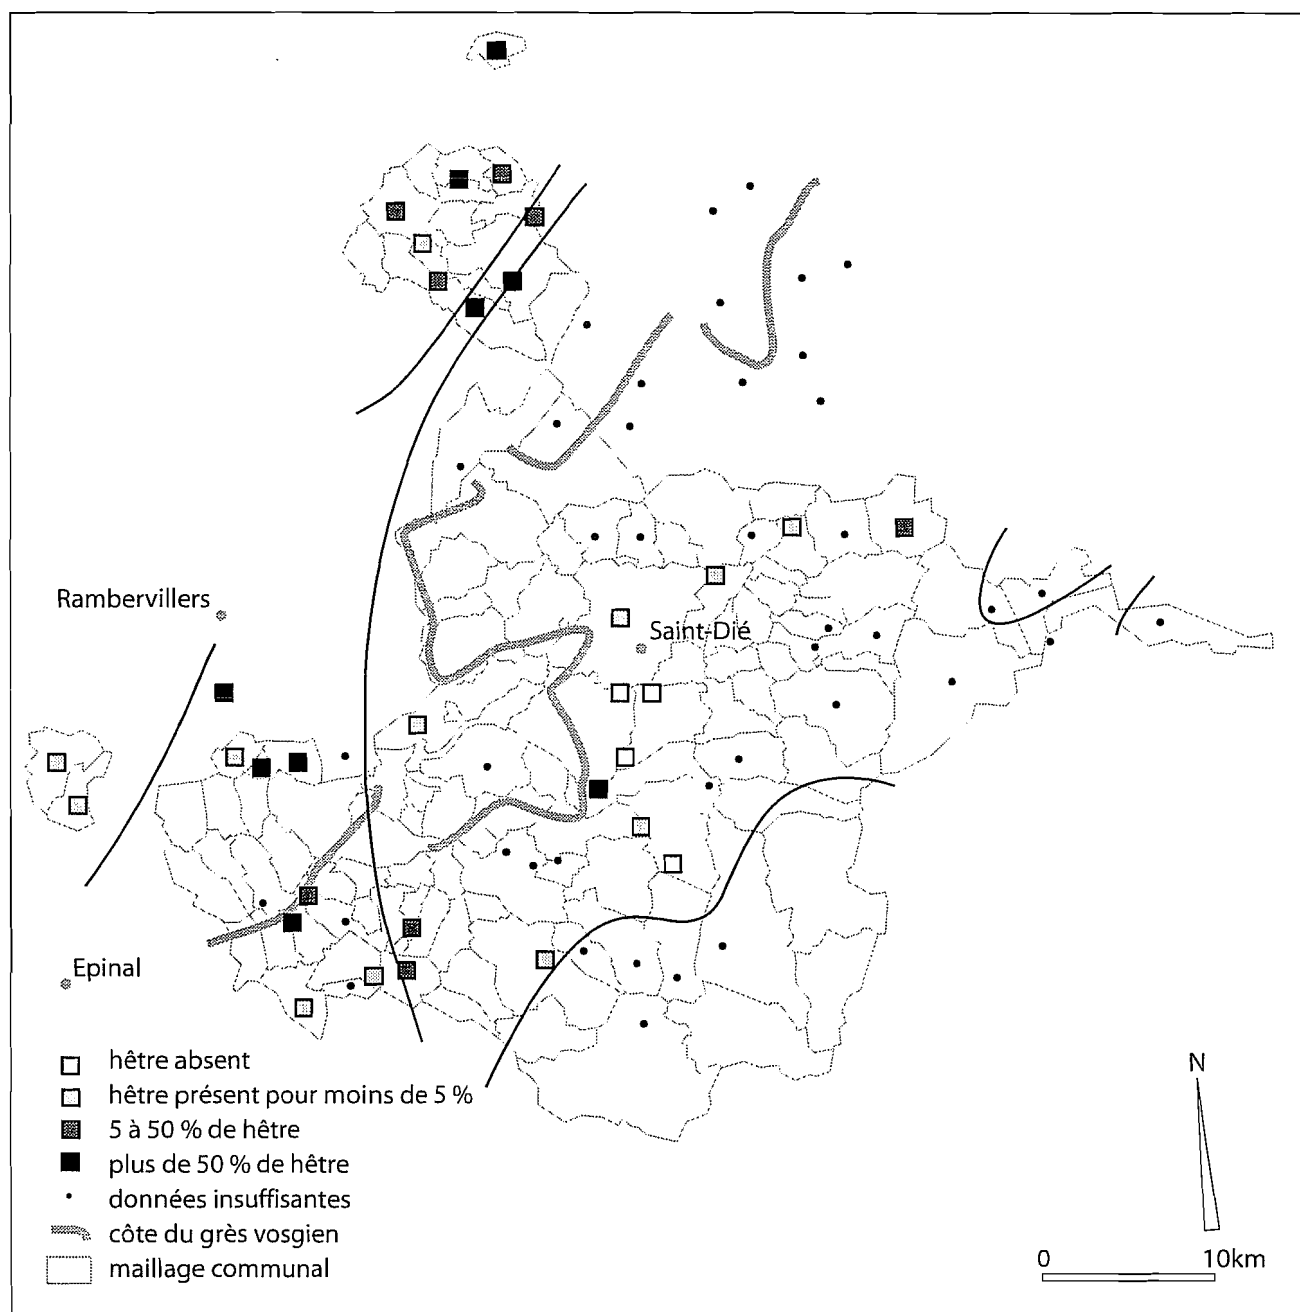 Rambervillers
Saint-Dié
Epinal
hêtre absent
hêtre présent pour moins de 5 %
5 à 50 % de hêtre
plus de 50 % de hêtre
données insuffisantes
côte du grès vosgien
maillage communal
N
0 10km